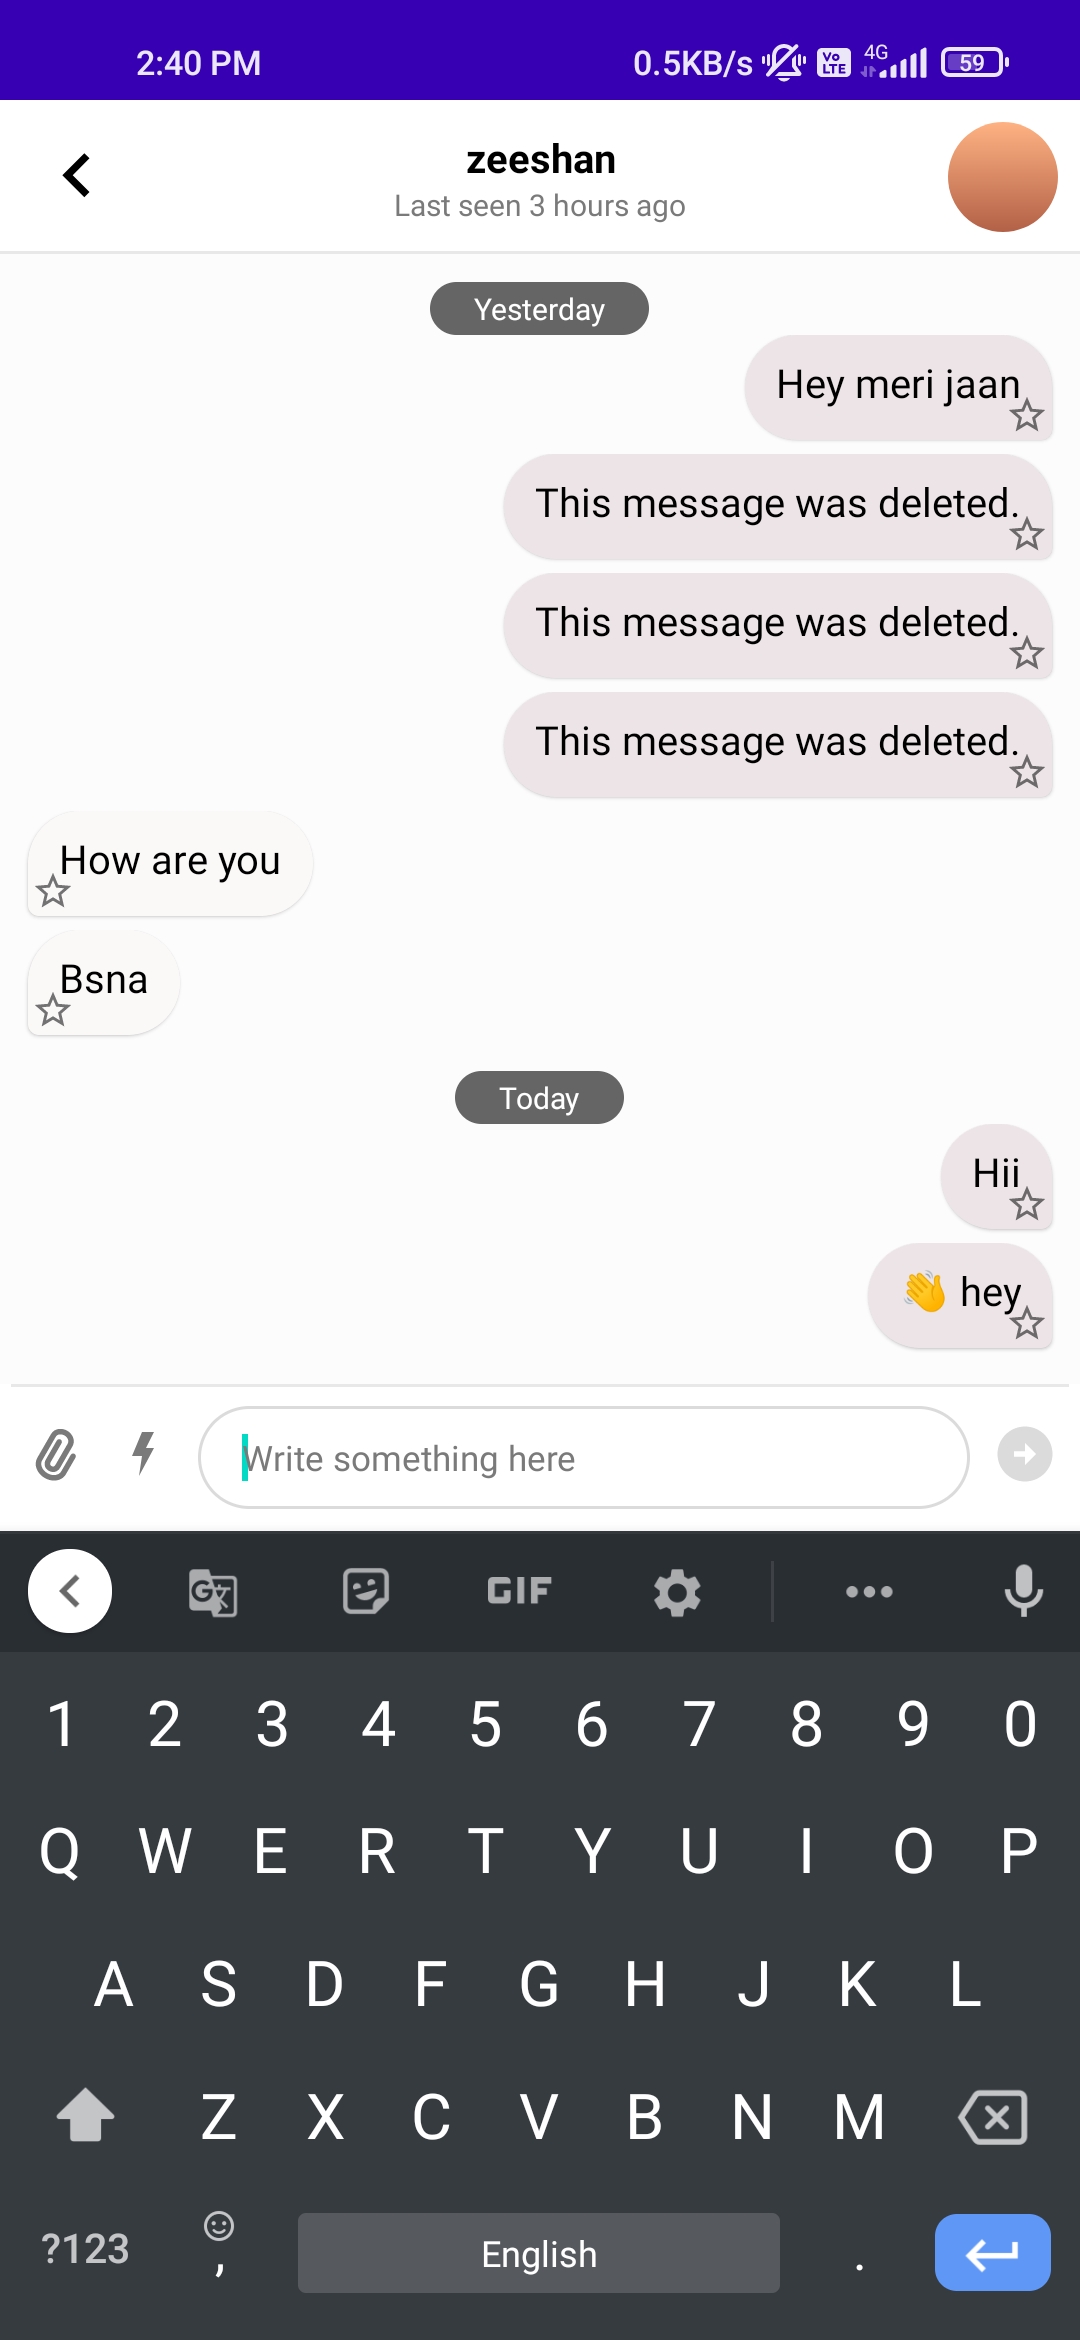 2:40 PM 0.5KB/s Vo LTE 4G 59
zeeshan
Last seen 3 hours ago
Yesterday
Hey meri jaan
This message was deleted.
This message was deleted.
This message was deleted.
How are you
Bsna
Today
Hii
👋 hey
Write something here
GIF
1 2 3 4 5 6 7 8 9 0
Q W E R T Y U I O P
A S D F G H J K L
Z X C V B N M
?123 , English .